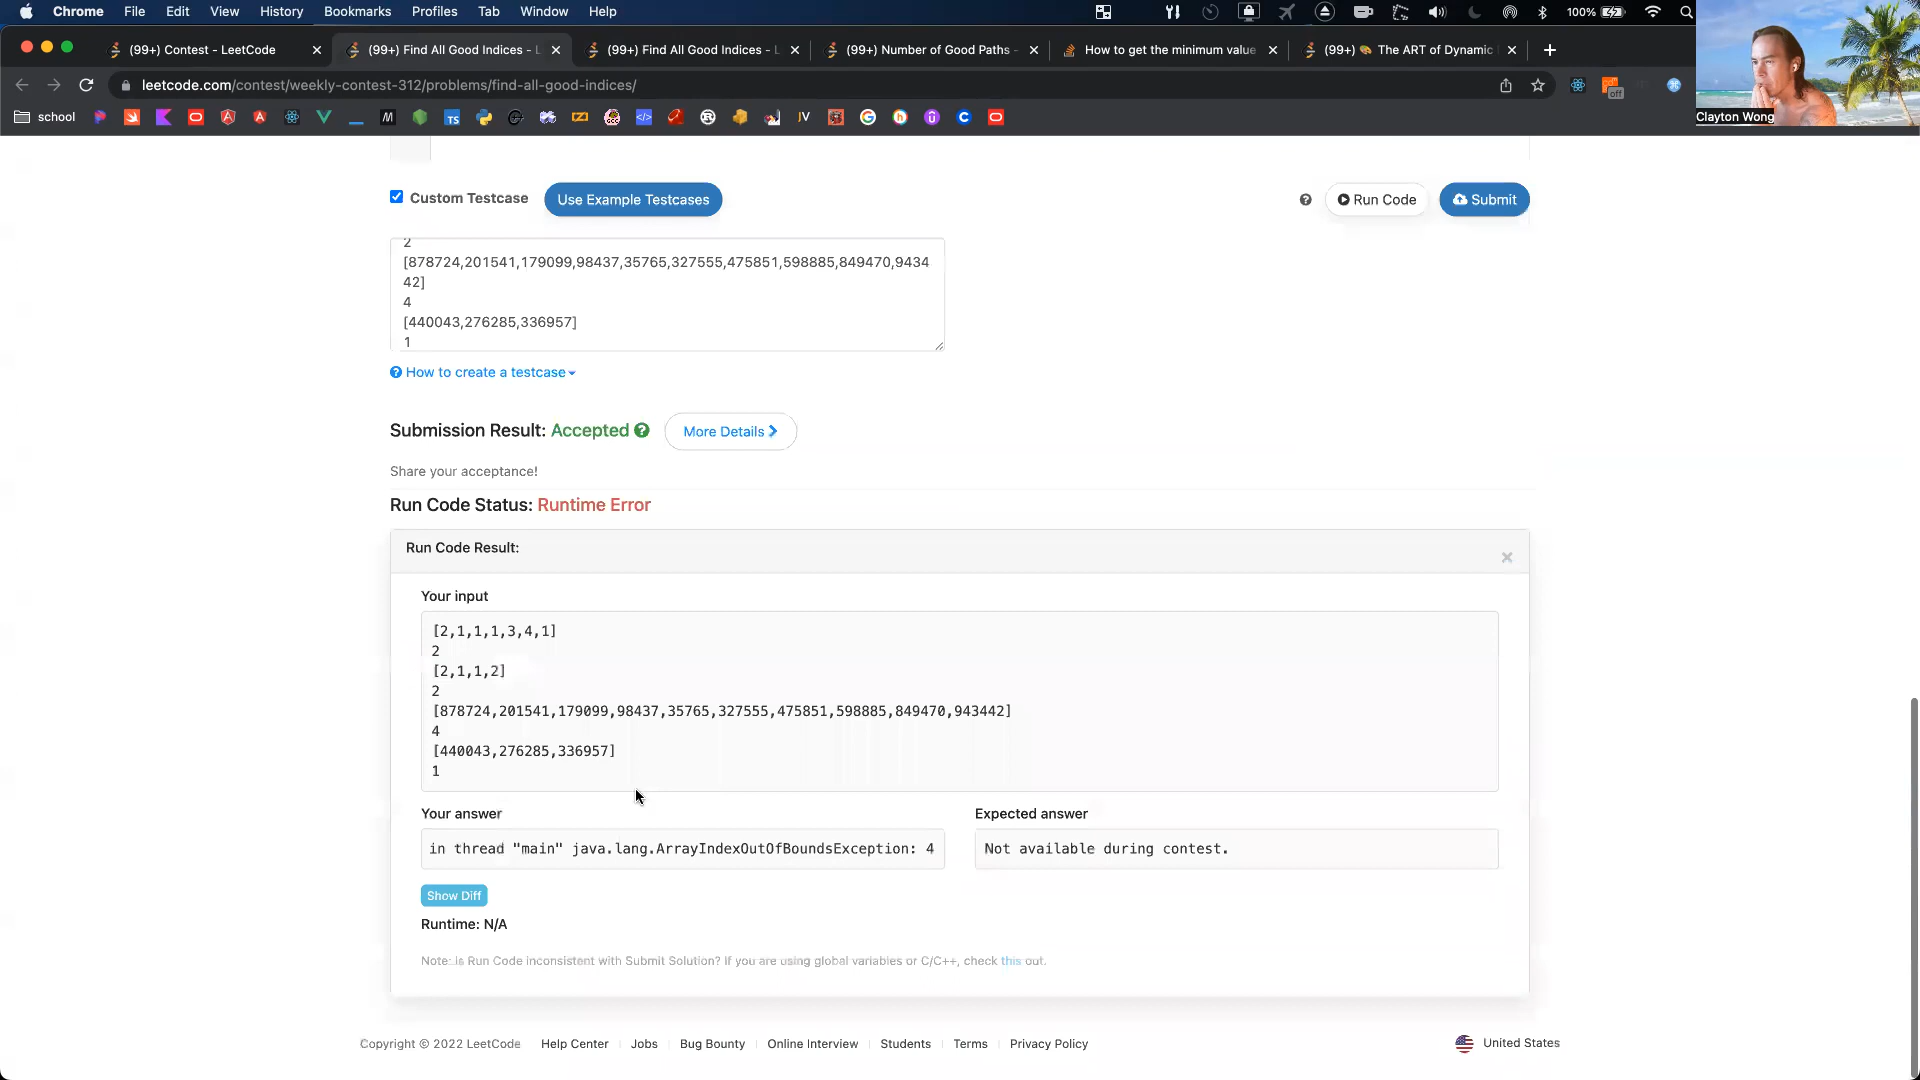 Chrome File Edit View History Bookmarks Profiles Tab Window Help 100%
(99+) Contest - LeetCode
(99+) Find All Good Indices - L
(99+) Find All Good Indices - L
(99+) Number of Good Paths -
How to get the minimum value
(99+) 🎨 The ART of Dynamic
leetcode.com/contest/weekly-contest-312/problems/find-all-good-indices/
off
school
Clayton Wong
Custom Testcase Use Example Testcases Run Code Submit
2
[878724,201541,179099,98437,35765,327555,475851,598885,849470,9434
42]
4
[440043,276285,336957]
1
How to create a testcase
Submission Result: Accepted More Details
Share your acceptance!
Run Code Status: Runtime Error
Run Code Result:
Your input
[2,1,1,1,3,4,1]
2
[2,1,1,2]
2
[878724,201541,179099,98437,35765,327555,475851,598885,849470,943442]
4
[440043,276285,336957]
1
Your answer Expected answer
in thread "main" java.lang.ArrayIndexOutOfBoundsException: 4
Not available during contest.
Show Diff
Runtime: N/A
Note: Is Run Code inconsistent with Submit Solution? If you are using global variables or C/C++, check this out.
Copyright © 2022 LeetCode Help Center Jobs Bug Bounty Online Interview Students Terms Privacy Policy United States